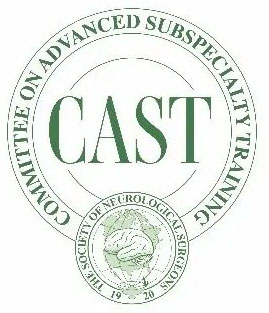 COMMITTEE ON ADVANCED SUBSPECIALTY TRAINING
CAST
THE SOCIETY OF NEUROLOGICAL SURGEONS
19 20